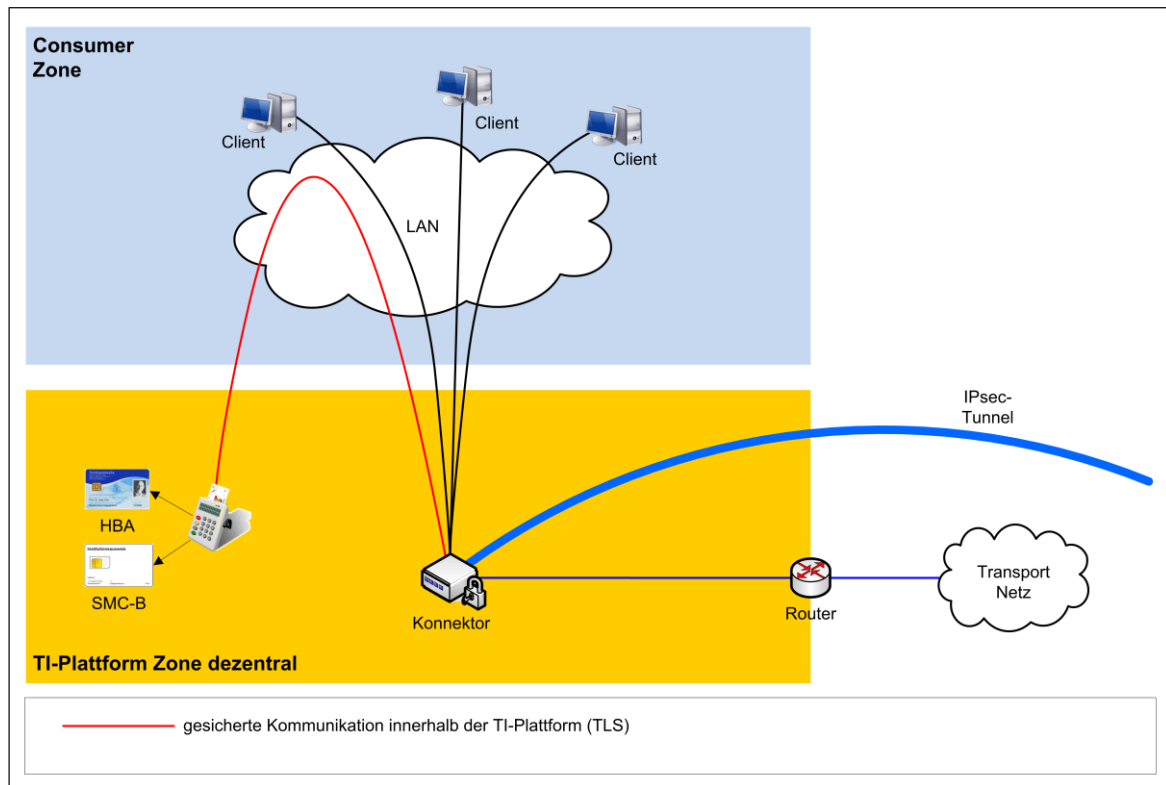 Consumer
Zone
Client
Client
Client
LAN
IPsec-
Tunnel
HBA
SMC-B
Konnektor
Router
Transport
Netz
TI-Plattform Zone dezentral
gesicherte Kommunikation innerhalb der TI-Plattform (TLS)